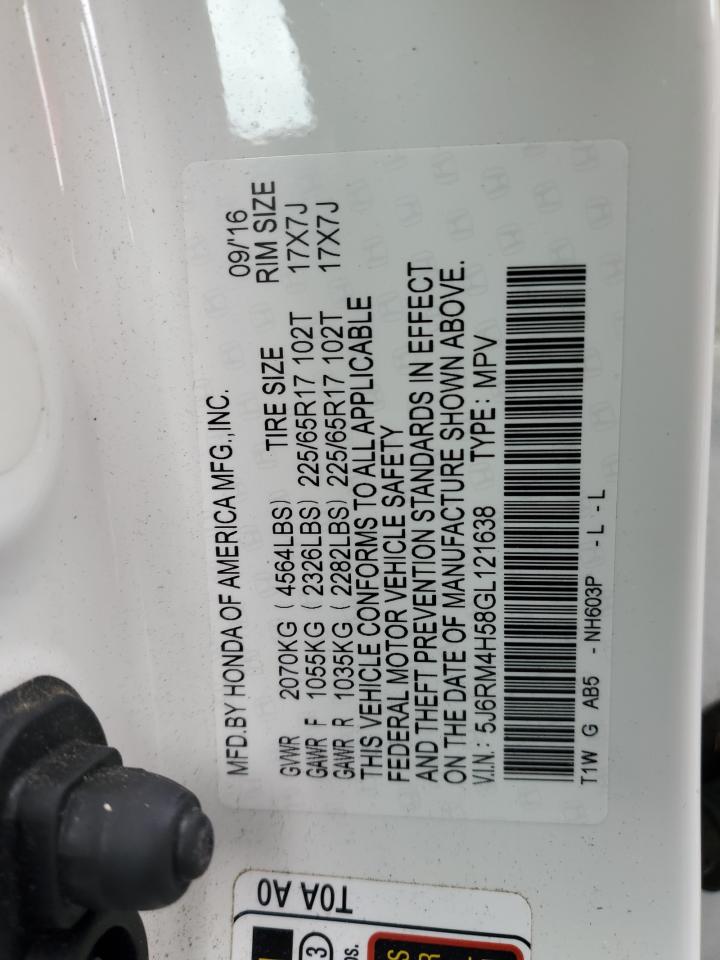 MFD.BY HONDA OF AMERICA MFG.,INC. 09/'16
GVWR 2070KG ( 4564LBS) TIRE SIZE RIM SIZE
GAWR F 1055KG ( 2326LBS) 225/65R17 102T 17X7J
GAWR R 1035KG ( 2282LBS) 225/65R17 102T 17X7J
THIS VEHICLE CONFORMS TO ALL APPLICABLE
FEDERAL MOTOR VEHICLE SAFETY
AND THEFT PREVENTION STANDARDS IN EFFECT
ON THE DATE OF MANUFACTURE SHOWN ABOVE.
V.I.N: 5J6RM4H58GL121638 TYPE: MPV
T1W G AB5 -NH603P -L -L
T0A A0
3